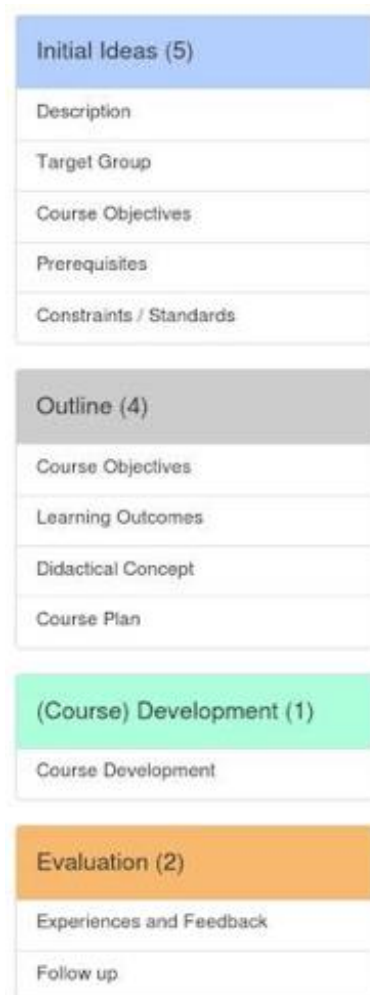 Initial Ideas (5)
Description
Target Group
Course Objectives
Prerequisites
Constraints / Standards
Outline (4)
Course Objectives
Learning Outcomes
Didactical Concept
Course Plan
(Course) Development (1)
Course Development
Evaluation (2)
Experiences and Feedback
Follow up